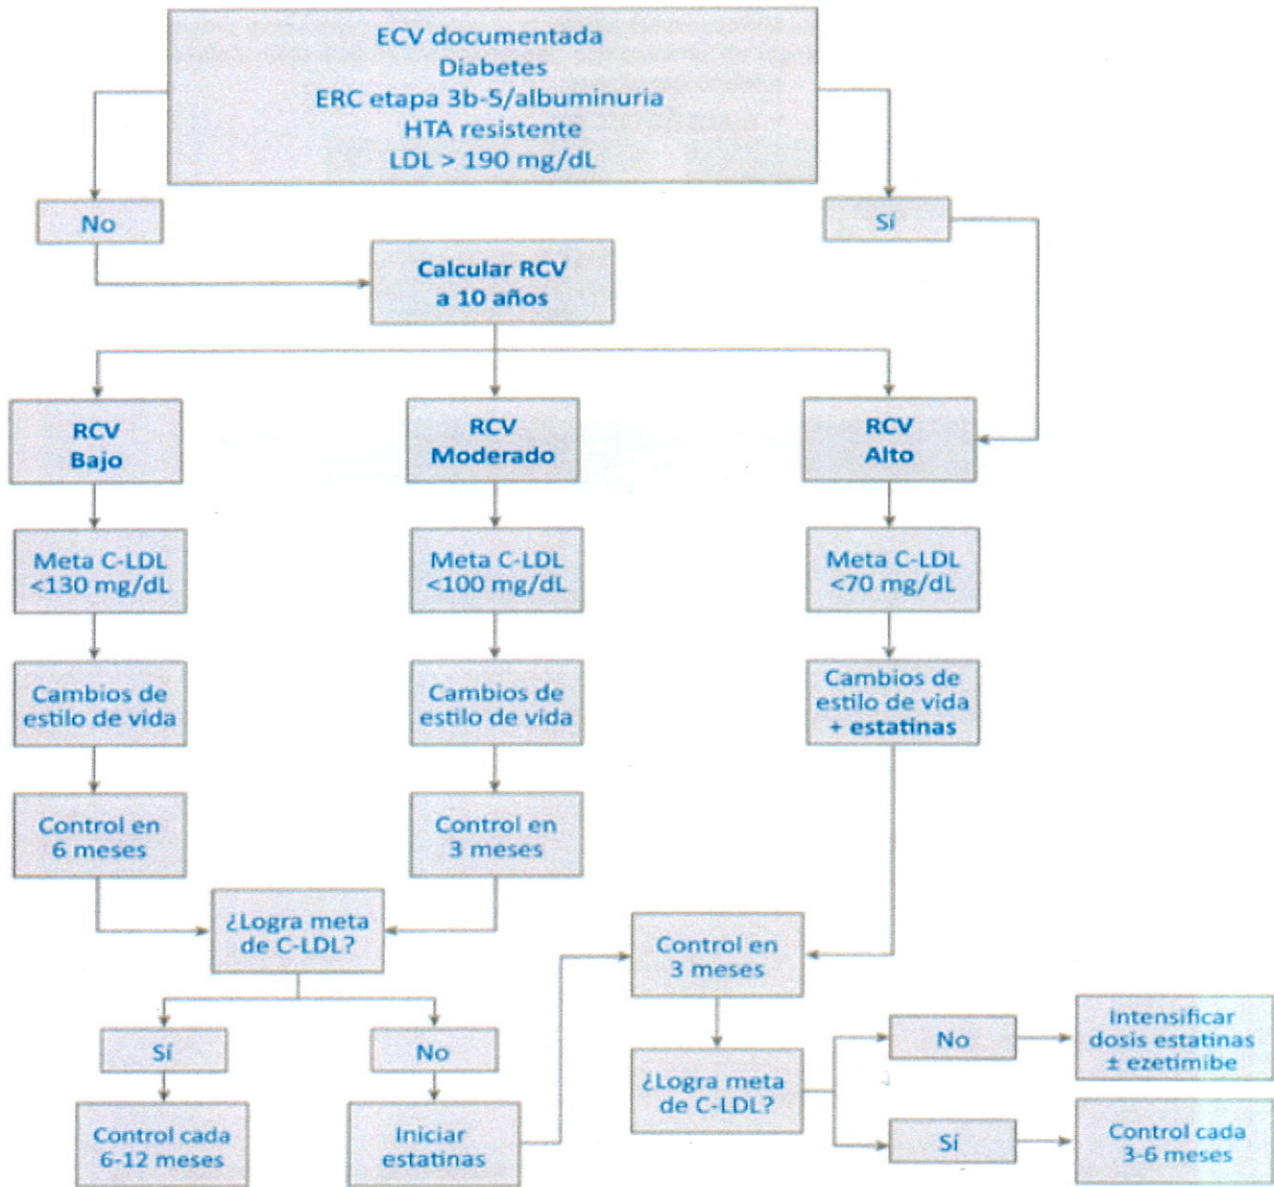 ECV documentada
Diabetes
ERC etapa 3b-5/albuminuria
HTA resistente
LDL > 190 mg/dL
No
Sí
Calcular RCV
a 10 años
RCV
Bajo
RCV
Moderado
RCV
Alto
Meta C-LDL
<130 mg/dL
Meta C-LDL
<100 mg/dL
Meta C-LDL
<70 mg/dL
Cambios de
estilo de vida
Cambios de
estilo de vida
Cambios de
estilo de vida
+ estatinas
Control en
6 meses
Control en
3 meses
¿Logra meta
de C-LDL?
Control en
3 meses
Sí
No
Control cada
6-12 meses
Iniciar
estatinas
¿Logra meta
de C-LDL?
No
Intensificar
dosis estatinas
± ezetimibe
Sí
Control cada
3-6 meses